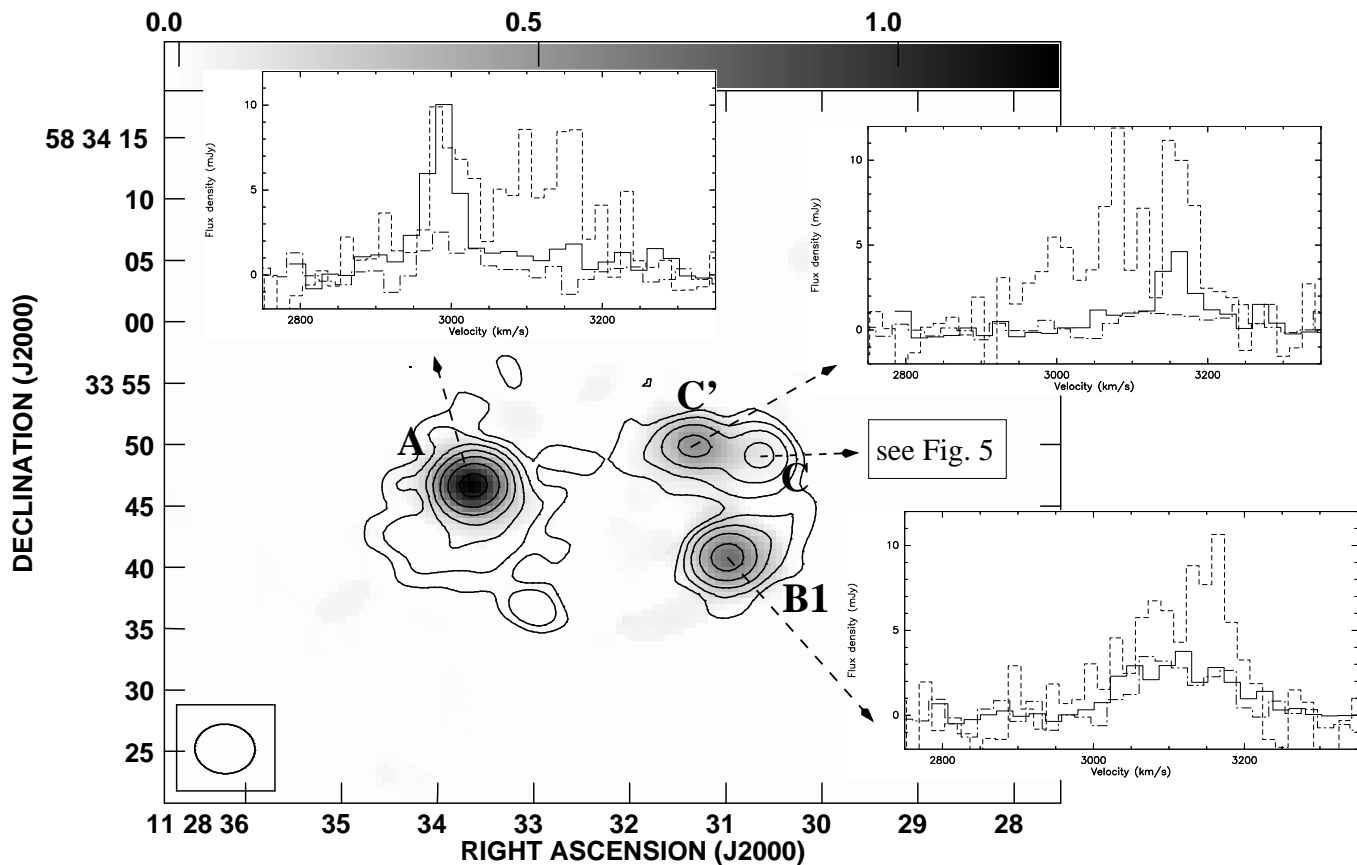 0.0 0.5 1.0
10
5
0
Flux density (mJy)
2800 3000 3200
Velocity (km/s)
10
5
0
Flux density (mJy)
2800 3000 3200
Velocity (km/s)
10
5
0
Flux density (mJy)
2800 3000 3200
Velocity (km/s)
A
C’
C
B1
see Fig. 5
DECLINATION (J2000)
58 34 15
10
05
00
33 55
50
45
40
35
30
25
11 28 36 35 34 33 32 31 30 29 28
RIGHT ASCENSION (J2000)